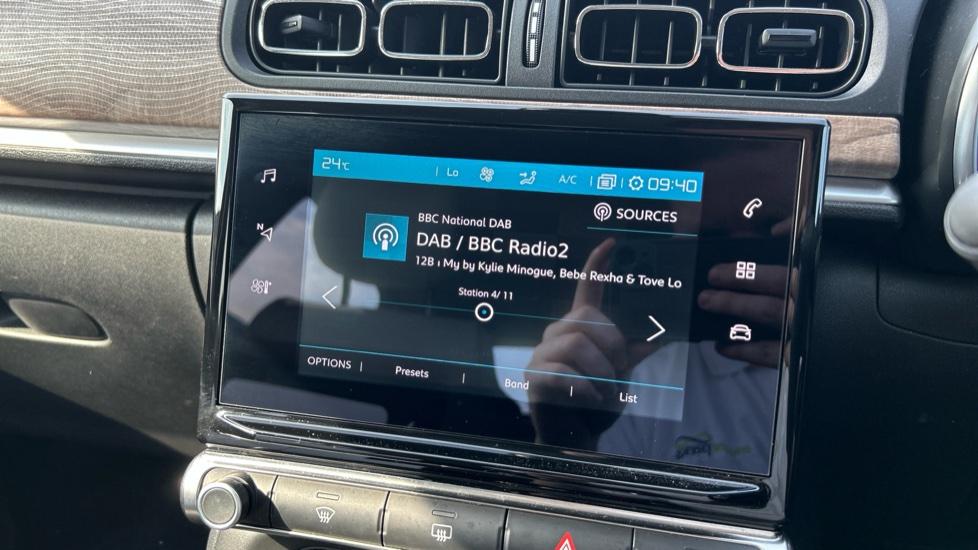 24°C | Lo A/C | | 09:40
SOURCES
BBC National DAB
DAB / BBC Radio2
12B ı My by Kylie Minogue, Bebe Rexha & Tove Lo
Station 4/ 11
OPTIONS | Presets | Band | List
N